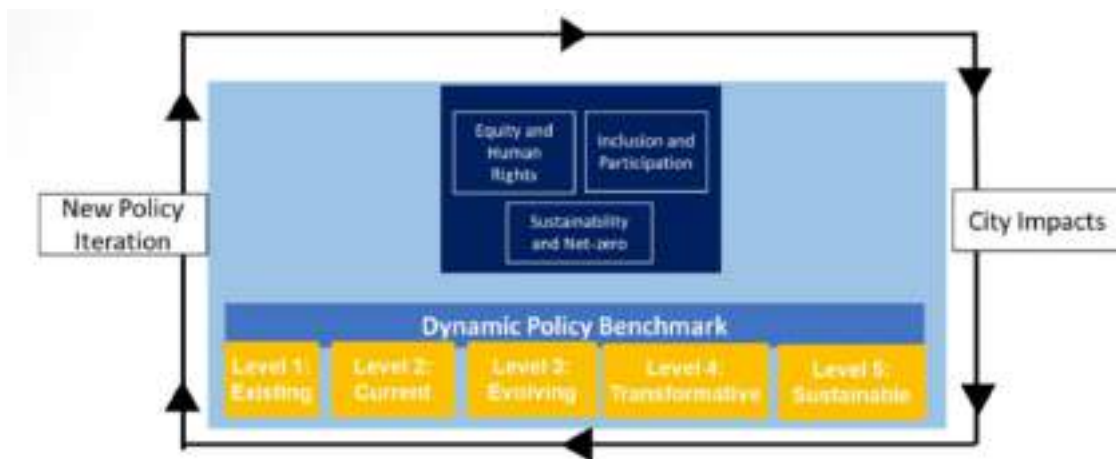 Equity and
Human
Rights
Inclusion and
Participation
Sustainability
and Net-zero
New Policy
Iteration
City Impacts
Dynamic Policy Benchmark
Level 1:
Existing
Level 2:
Current
Level 3:
Evolving
Level 4:
Transformative
Level 5:
Sustainable